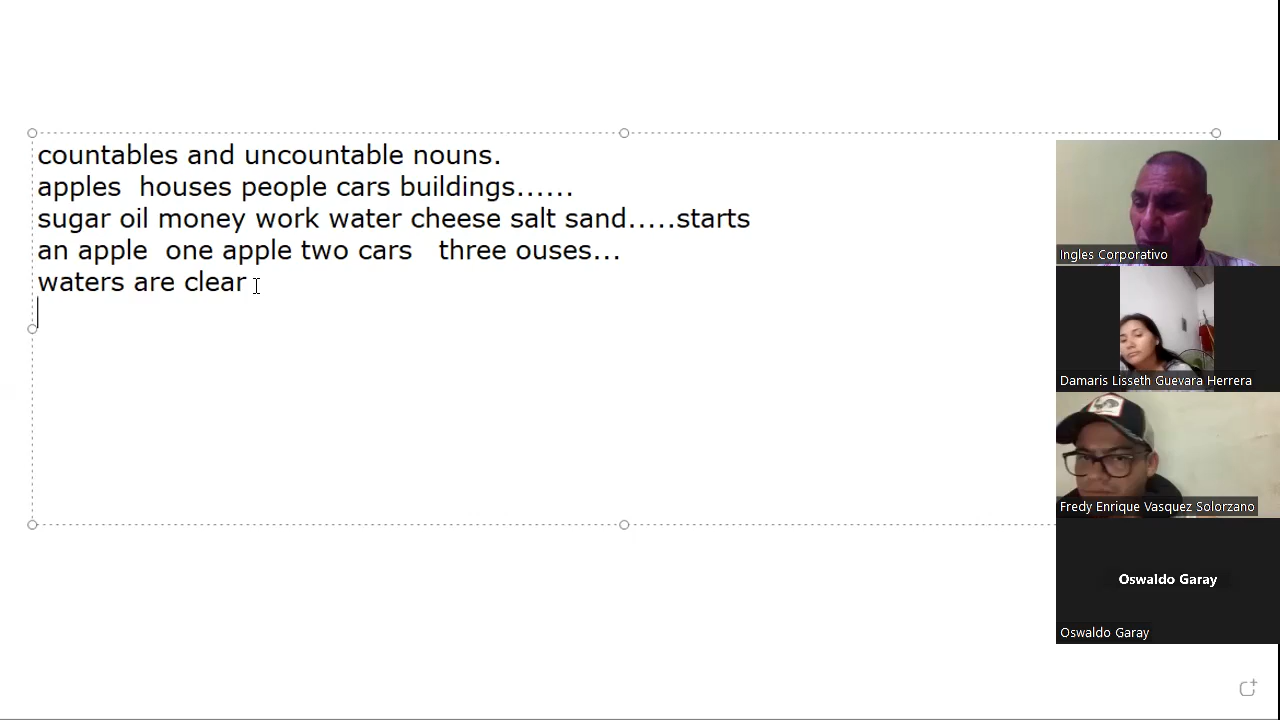 countables and uncountable nouns.
apples  houses people cars buildings......
sugar oil money work water cheese salt sand.....starts
an apple  one apple two cars   three ouses...
waters are clear
Ingles Corporativo
Damaris Lisseth Guevara Herrera
Fredy Enrique Vasquez Solorzano
Oswaldo Garay
Oswaldo Garay